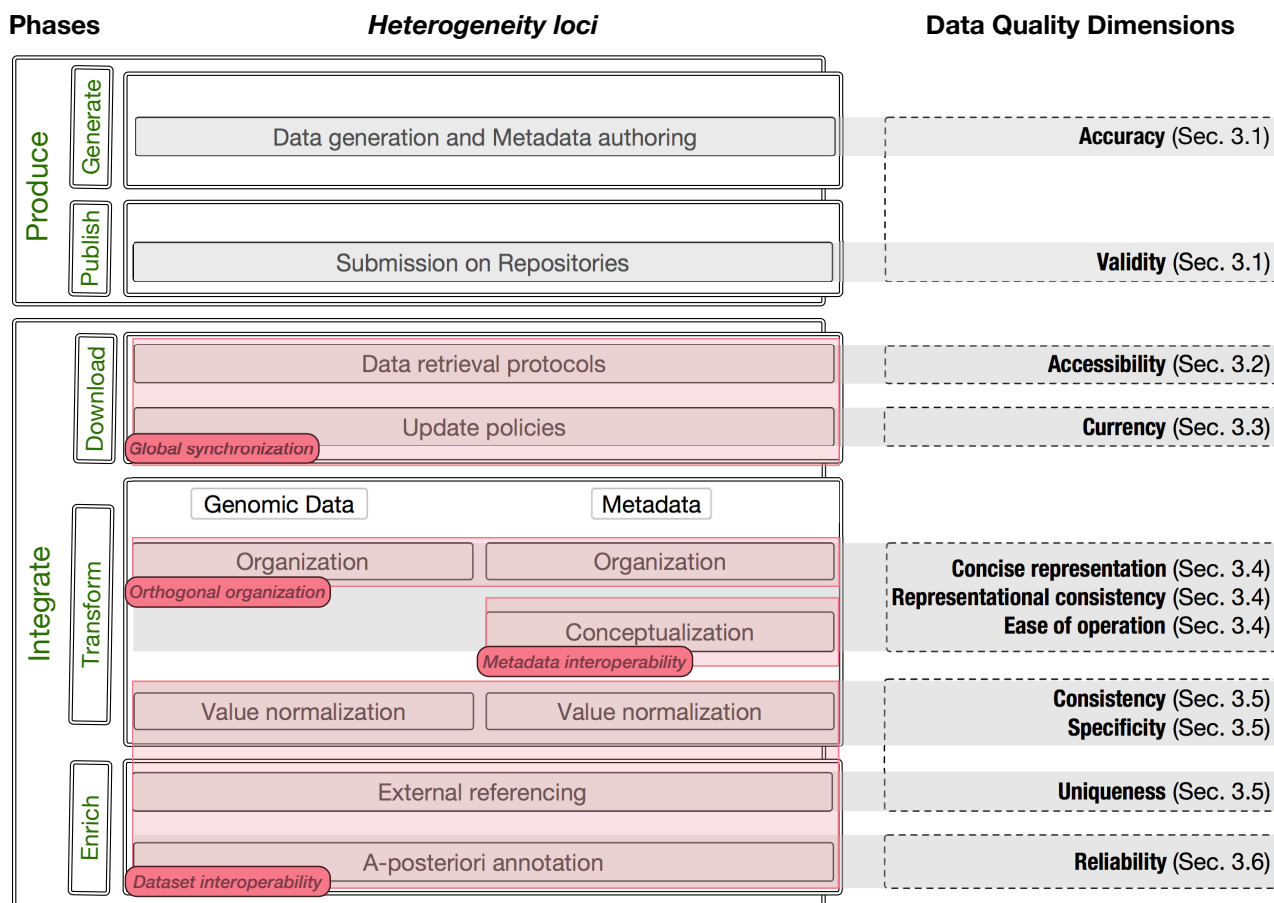 Phases
Heterogeneity loci
Data Quality Dimensions
Produce
Generate
Data generation and Metadata authoring
Accuracy (Sec. 3.1)
Publish
Submission on Repositories
Validity (Sec. 3.1)
Integrate
Download
Data retrieval protocols
Accessibility (Sec. 3.2)
Update policies
Currency (Sec. 3.3)
Global synchronization
Transform
Genomic Data
Metadata
Organization
Organization
Concise representation (Sec. 3.4)
Orthogonal organization
Representational consistency (Sec. 3.4)
Conceptualization
Ease of operation (Sec. 3.4)
Metadata interoperability
Value normalization
Value normalization
Consistency (Sec. 3.5)
Specificity (Sec. 3.5)
Enrich
External referencing
Uniqueness (Sec. 3.5)
A-posteriori annotation
Reliability (Sec. 3.6)
Dataset interoperability